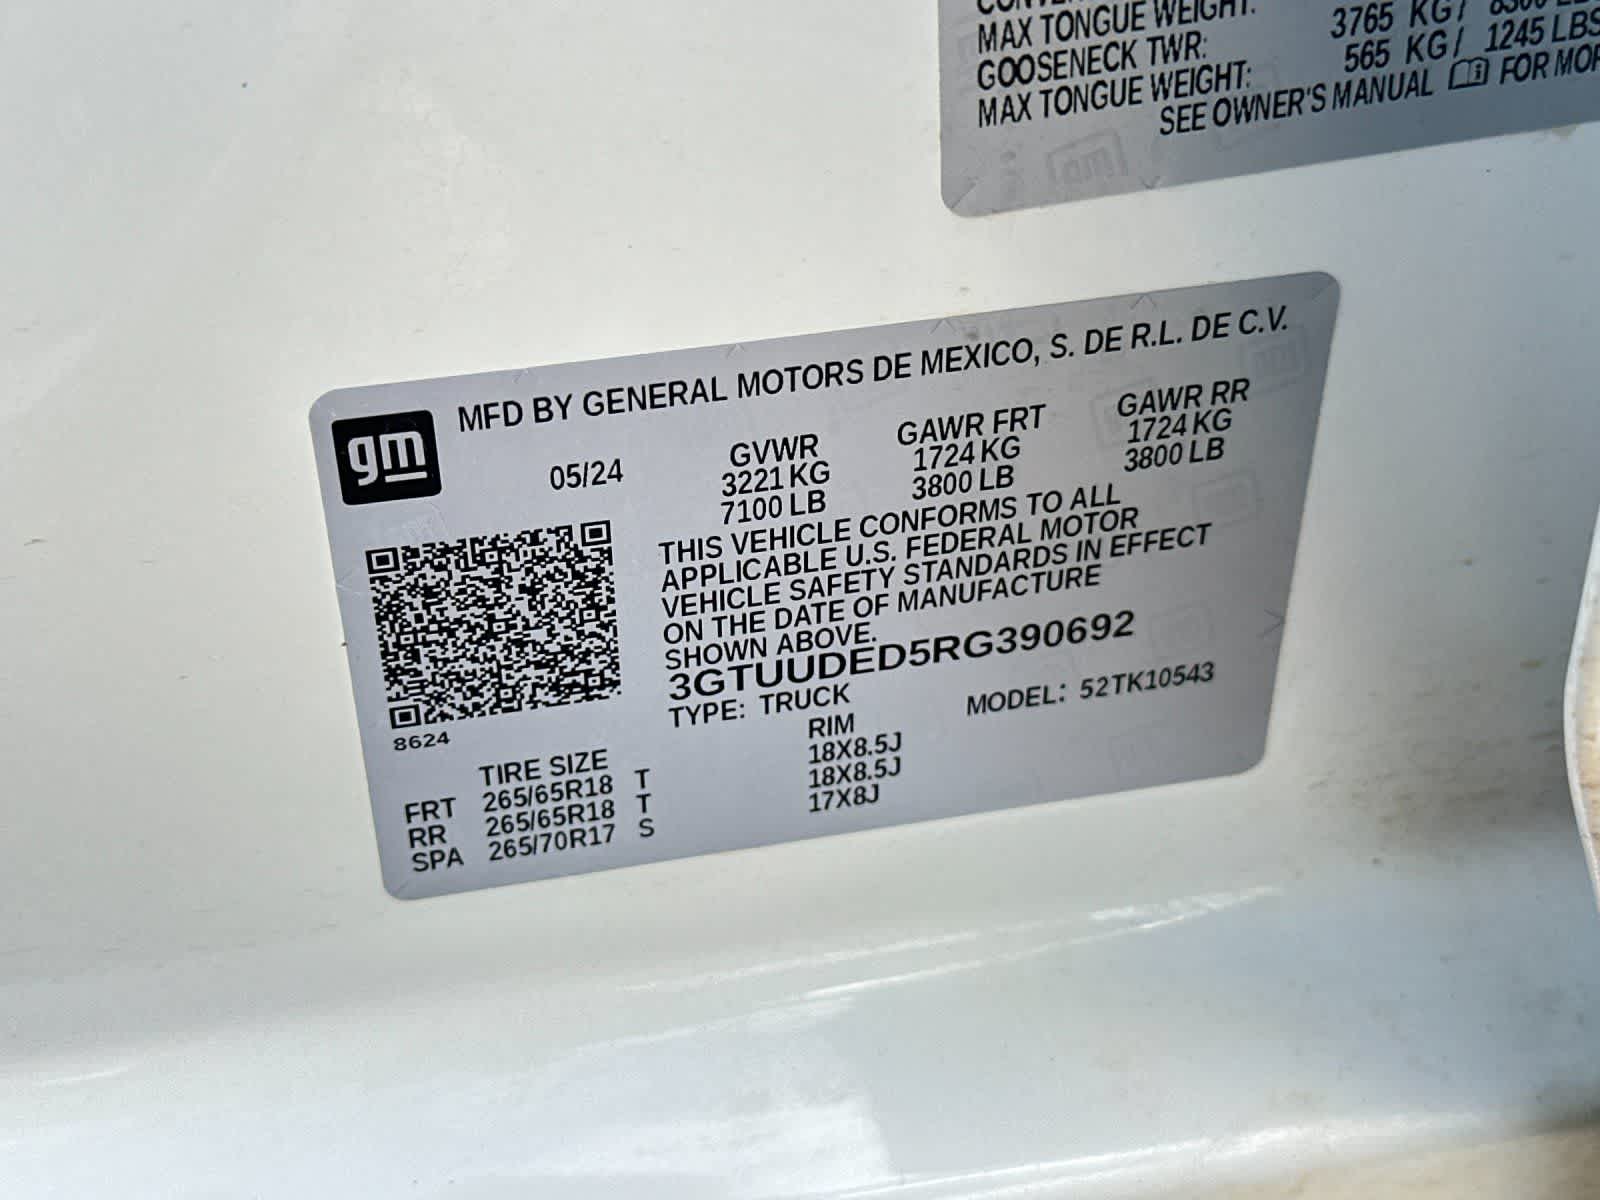 MAX TONGUE WEIGHT: 3765 KG /
GOOSENECK TWR: 565 KG / 1245 LBS
MAX TONGUE WEIGHT:
SEE OWNER'S MANUAL FOR
MFD BY GENERAL MOTORS DE MEXICO, S. DE R.L. DE C.V.
gm
05/24 GVWR GAWR FRT GAWR RR
3221 KG 1724 KG 1724 KG
7100 LB 3800 LB 3800 LB
THIS VEHICLE CONFORMS TO ALL
APPLICABLE U.S. FEDERAL MOTOR
VEHICLE SAFETY STANDARDS IN EFFECT
ON THE DATE OF MANUFACTURE
SHOWN ABOVE.
3GTUUDED5RG390692
TYPE: TRUCK MODEL: 52TK10543
8624
TIRE SIZE RIM
FRT 265/65R18 T 18X8.5J
RR 265/65R18 T 18X8.5J
SPA 265/70R17 S 17X8J